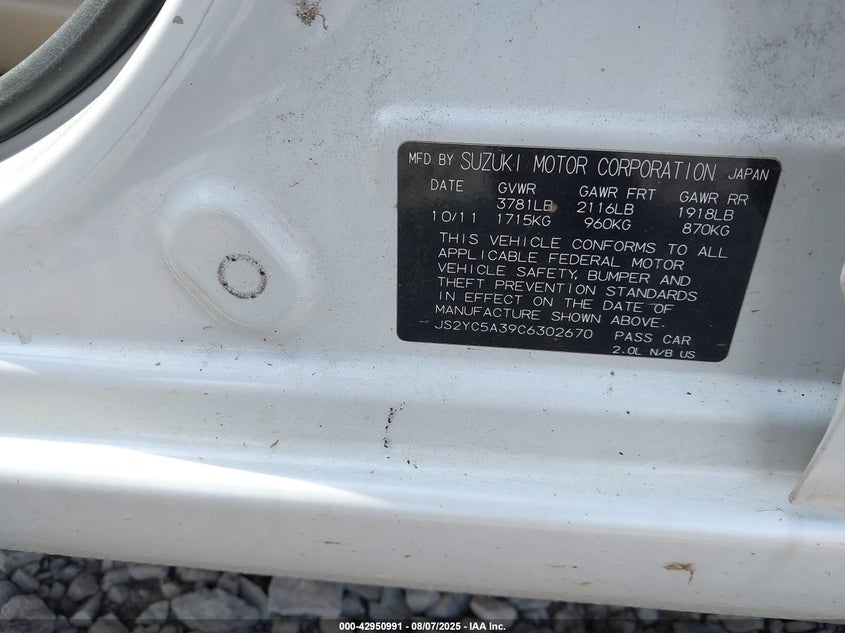 MFD BY SUZUKI MOTOR CORPORATION JAPAN
DATE GVWR GAWR FRT GAWR RR
3781LB 2116LB 1918LB
10/11 1715KG 960KG 870KG
THIS VEHICLE CONFORMS TO ALL
APPLICABLE FEDERAL MOTOR
VEHICLE SAFETY, BUMPER AND
THEFT PREVENTION STANDARDS
IN EFFECT ON THE DATE OF
MANUFACTURE SHOWN ABOVE.
JS2YC5A39C6302670 PASS CAR
2.0L N/B US
000-42950991 - 08/07/2025 - IAA Inc.